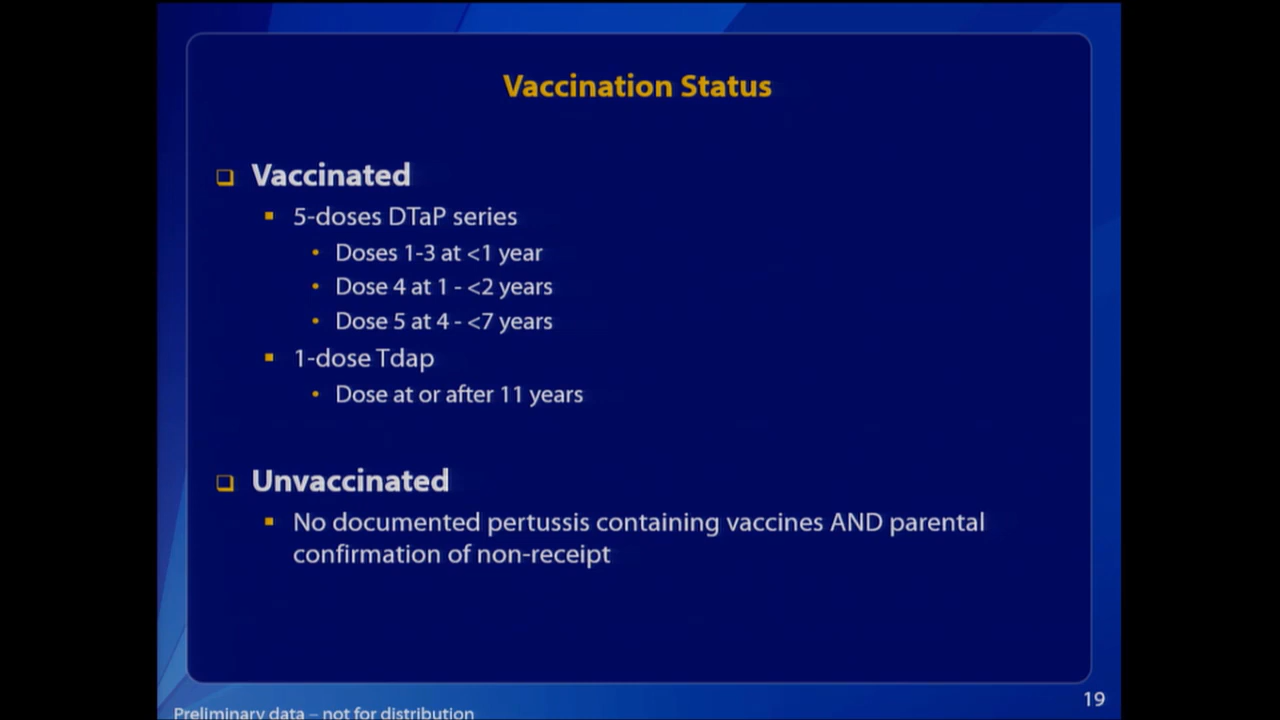 Vaccination Status
Vaccinated
5-doses DTaP series
Doses 1-3 at <1 year
Dose 4 at 1 - <2 years
Dose 5 at 4 - <7 years
1-dose Tdap
Dose at or after 11 years
Unvaccinated
No documented pertussis containing vaccines AND parental
confirmation of non-receipt
19
Preliminary data – not for distribution